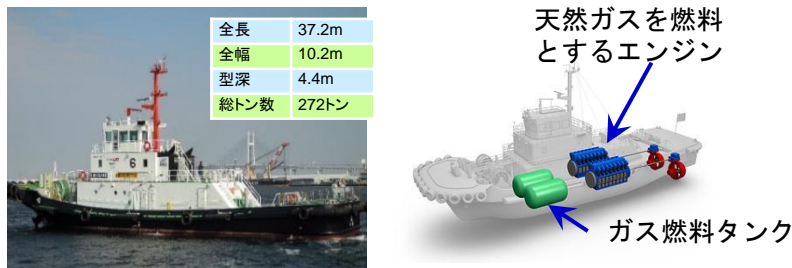 全長 37.2m
全幅 10.2m
型深 4.4m
総トン数 272トン
6
天然ガスを燃料
とするエンジン
ガス燃料タンク